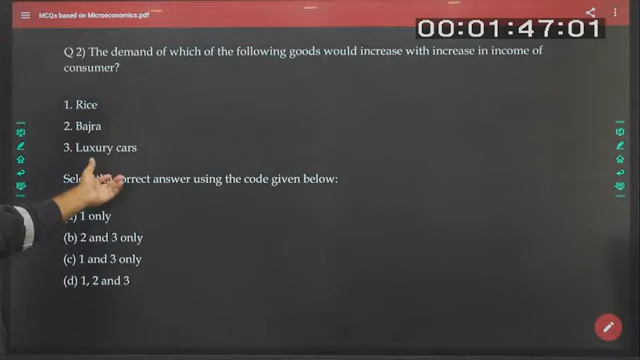 MCQs based on Microeconomics.pdf
00:01:47:01
Q 2) The demand of which of the following goods would increase with increase in income of
consumer?
1. Rice
2. Bajra
3. Luxury cars
answer using the code given below:
1 only
(b) 2 and 3 only
(c) 1 and 3 only
(d) 1, 2 and 3